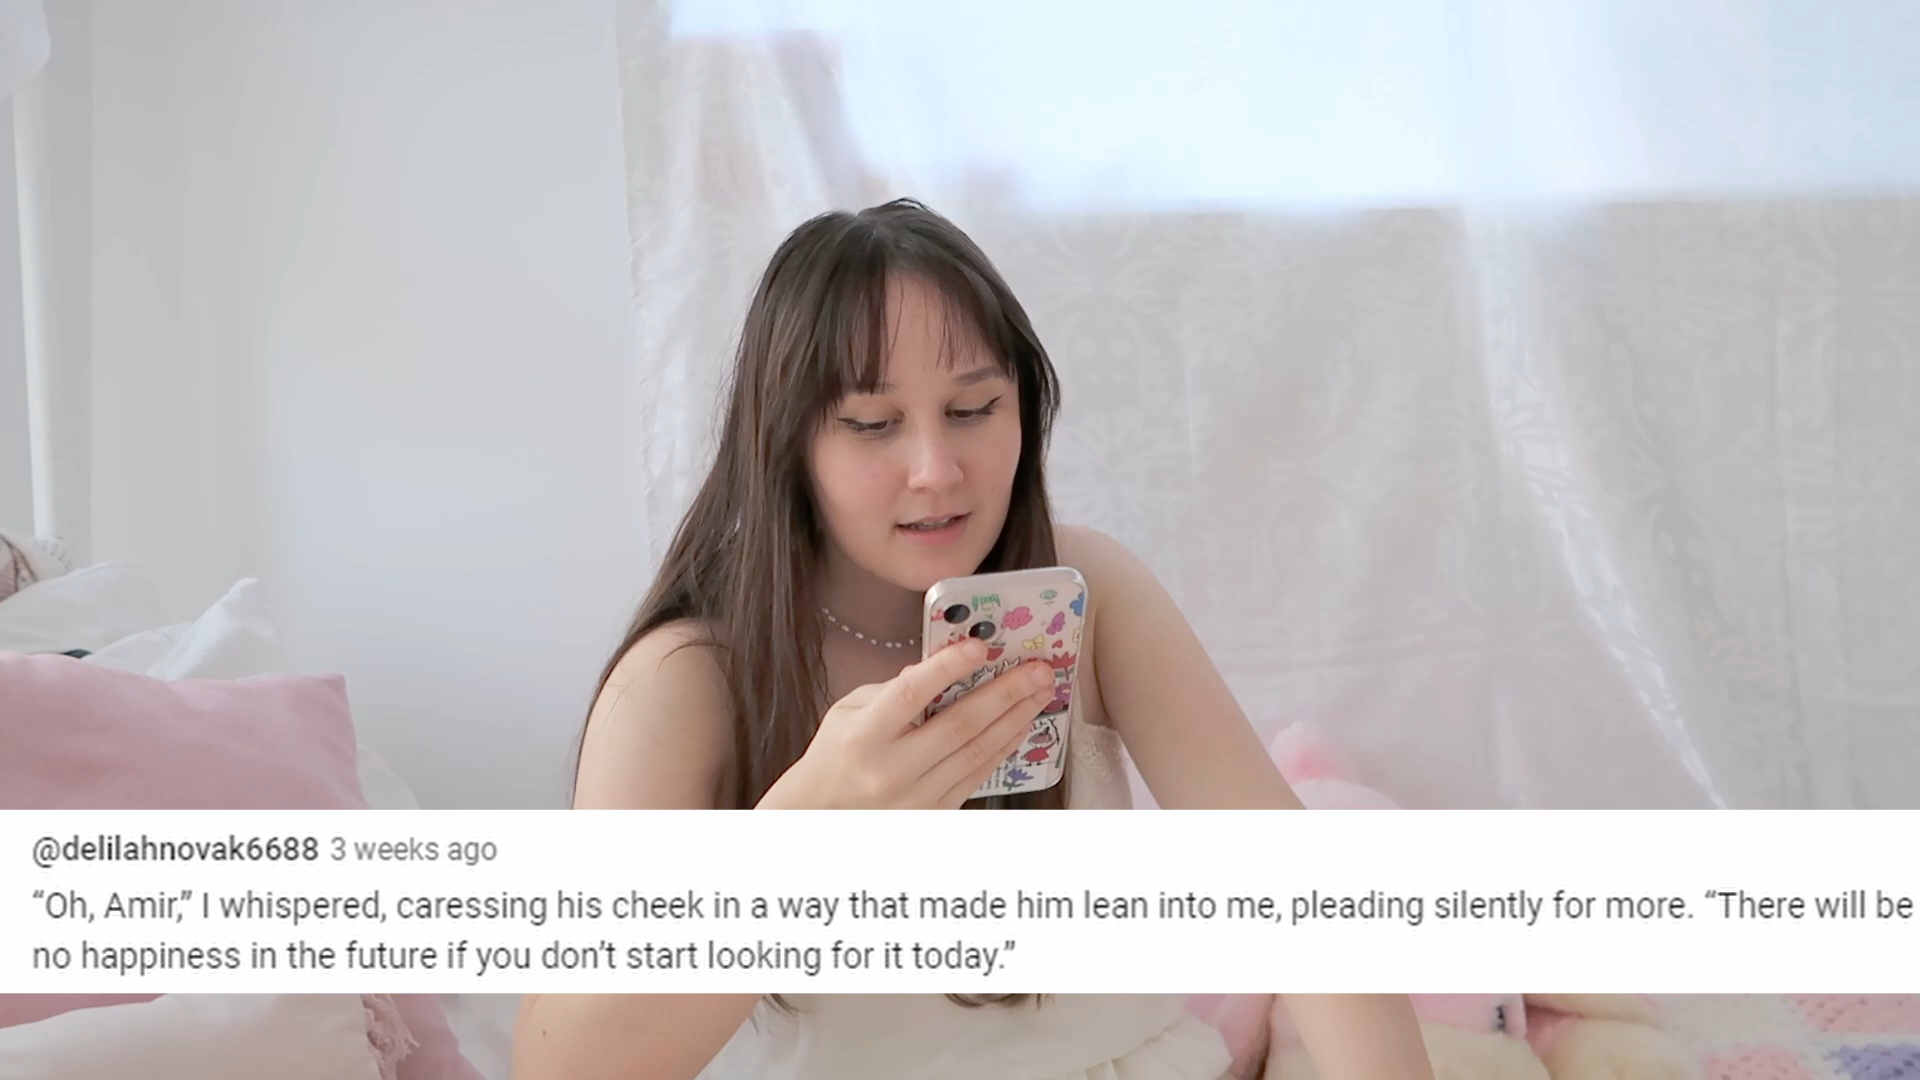 @delilahnovak6688 3 weeks ago
“Oh, Amir,” I whispered, caressing his cheek in a way that made him lean into me, pleading silently for more. “There will be
no happiness in the future if you don’t start looking for it today.”